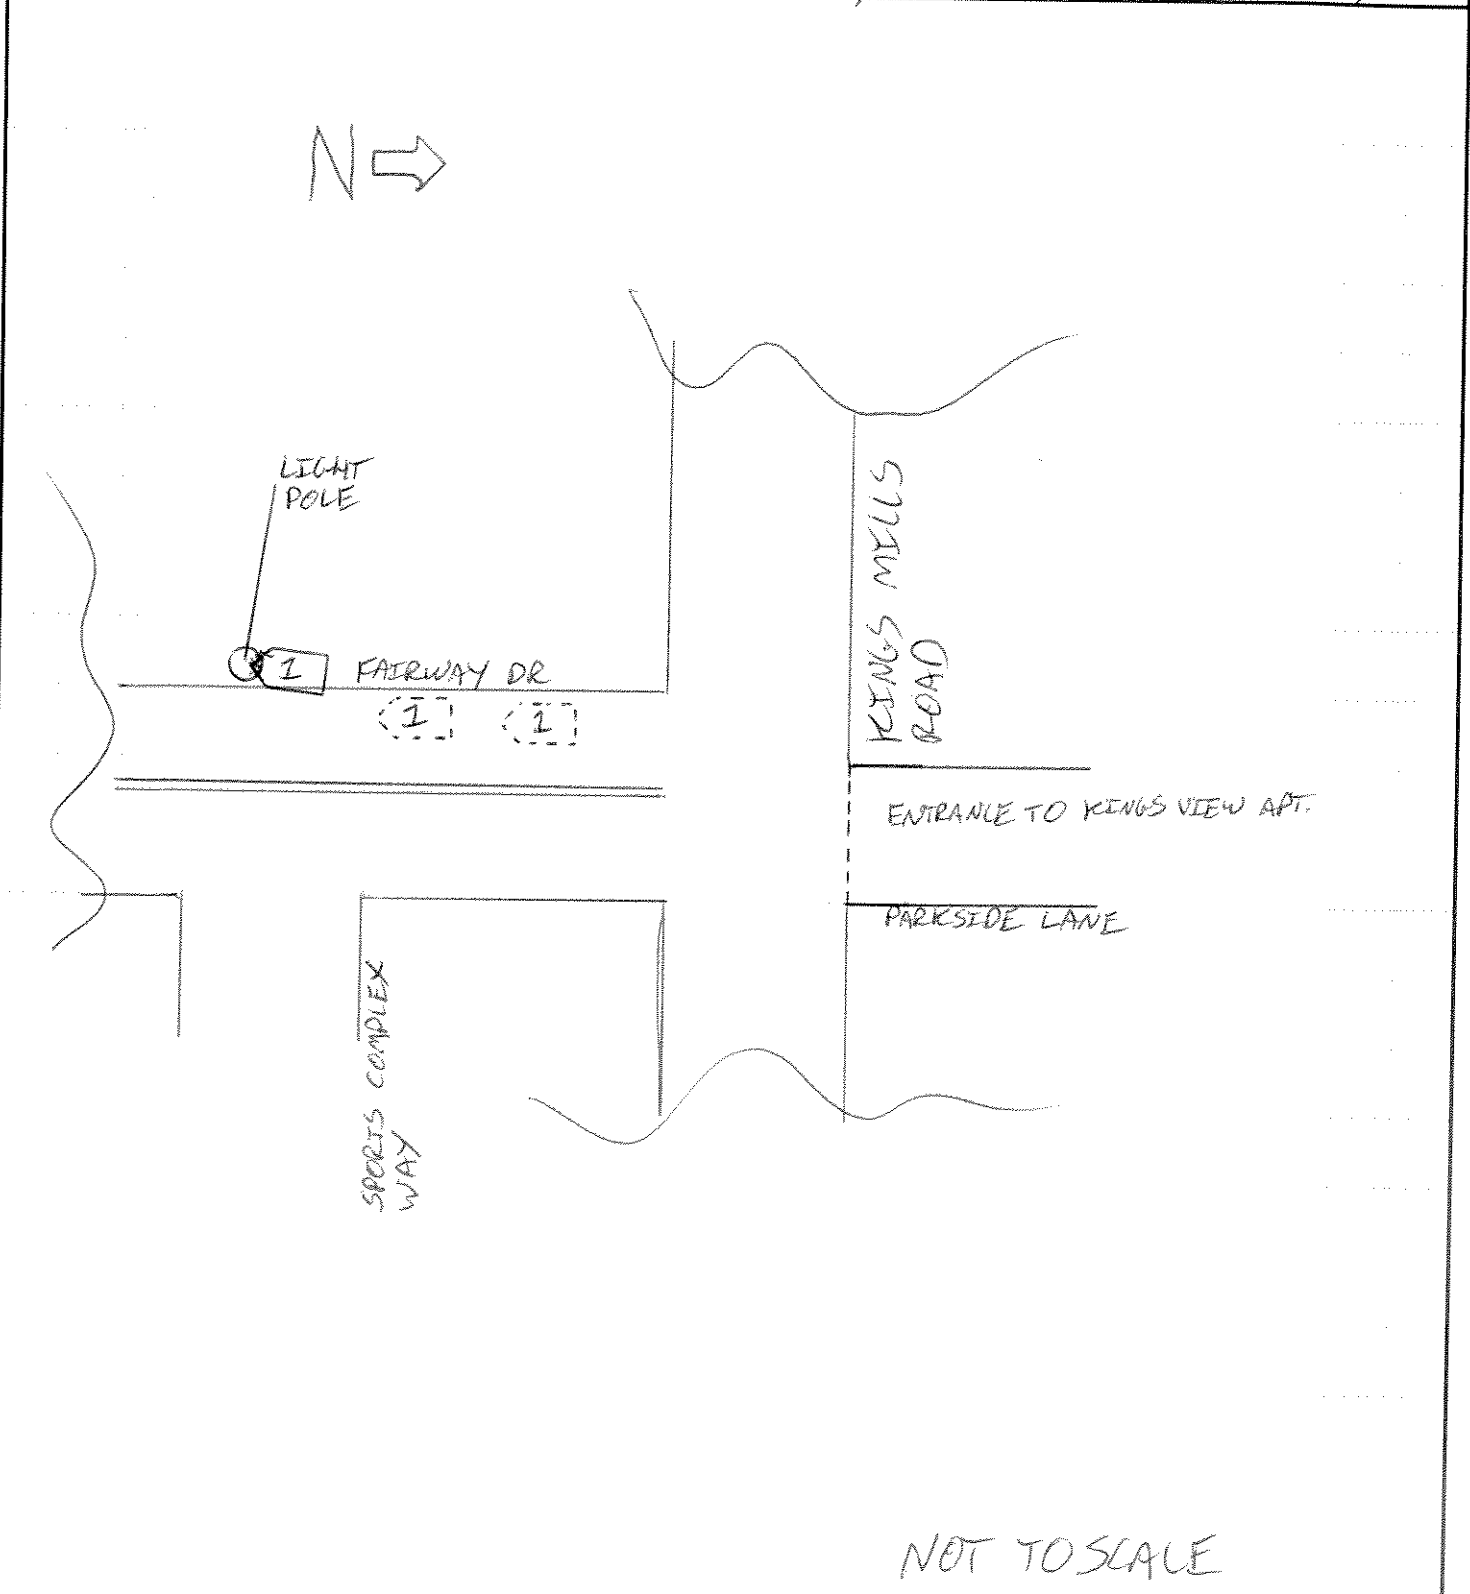 N
LIGHT
POLE
1
FAIRWAY DR
1
1
KINGS MILLS
ROAD
ENTRANCE TO KINGS VIEW APT.
PARKSIDE LANE
SPORTS COMPLEX
WAY
NOT TO SCALE